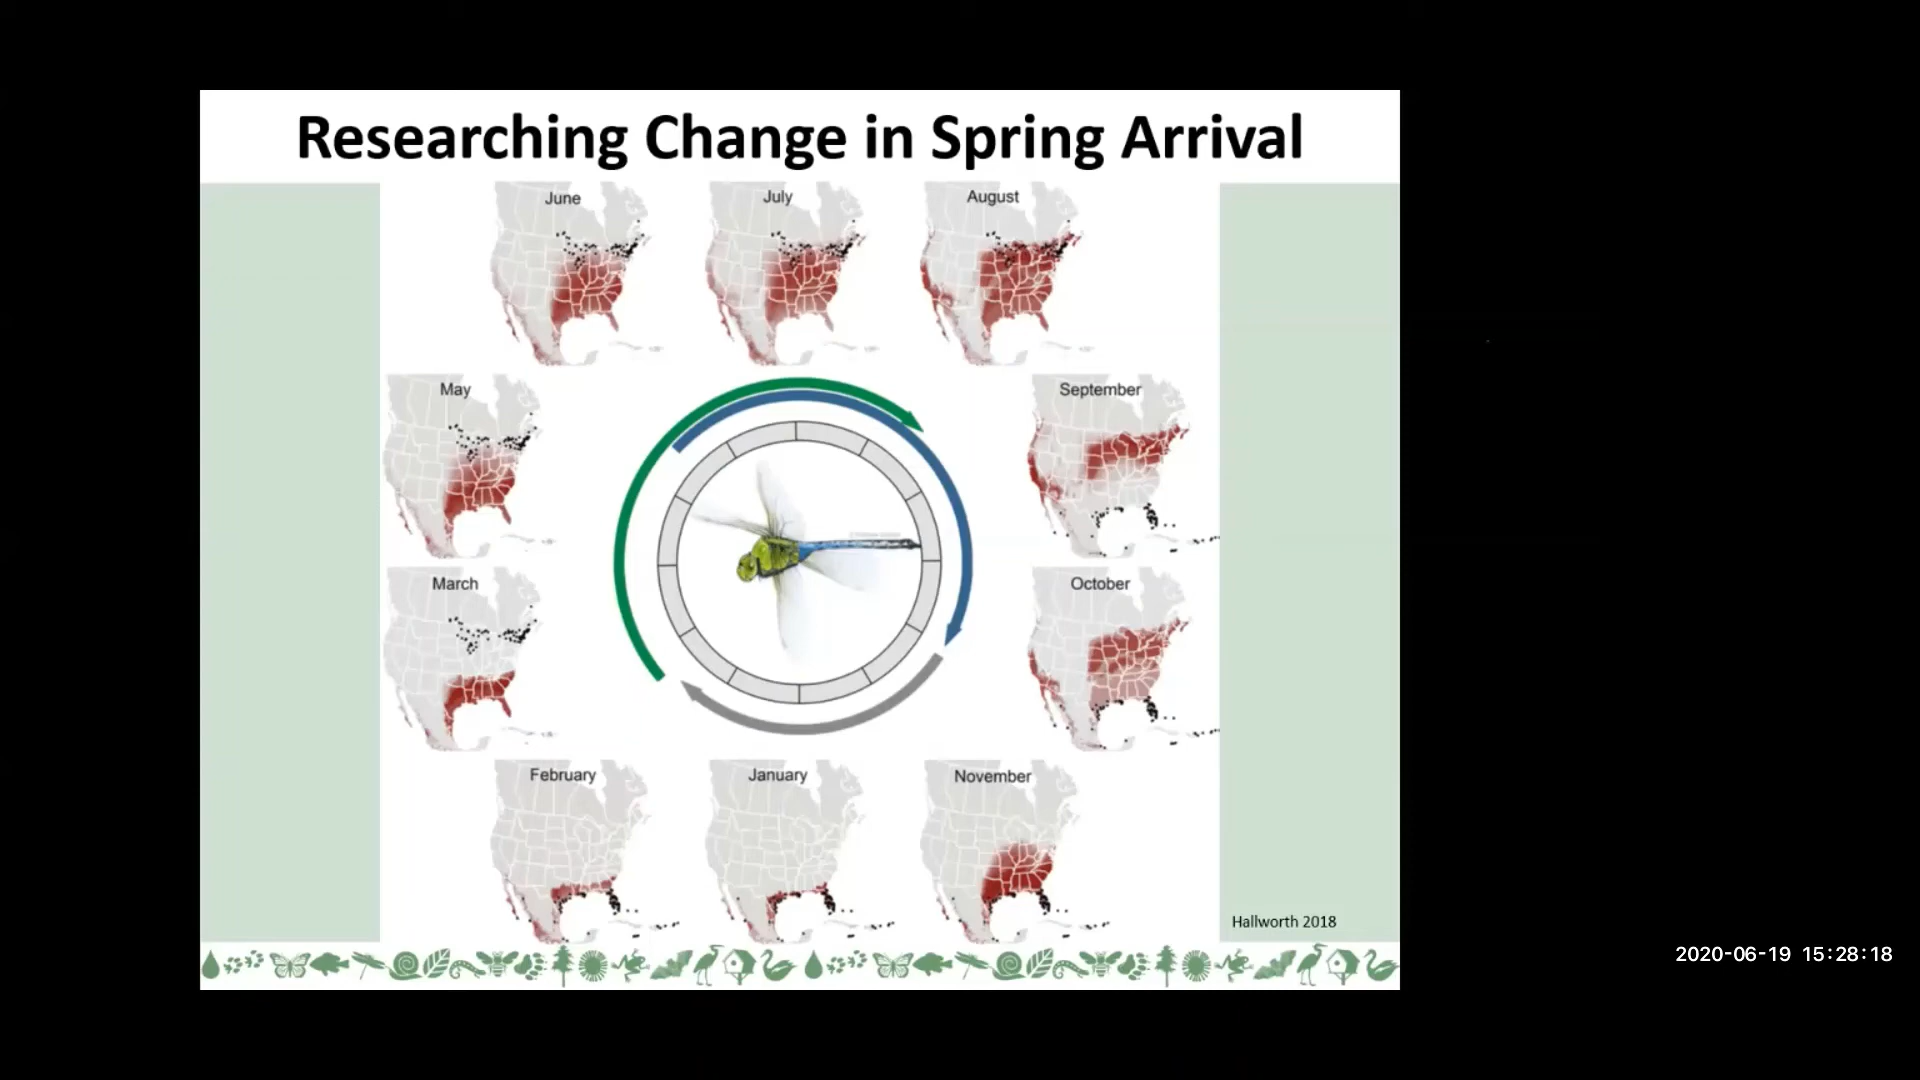 Researching Change in Spring Arrival
June
July
August
May
September
March
October
February
January
November
Hallworth 2018
2020-06-19 15:28:18